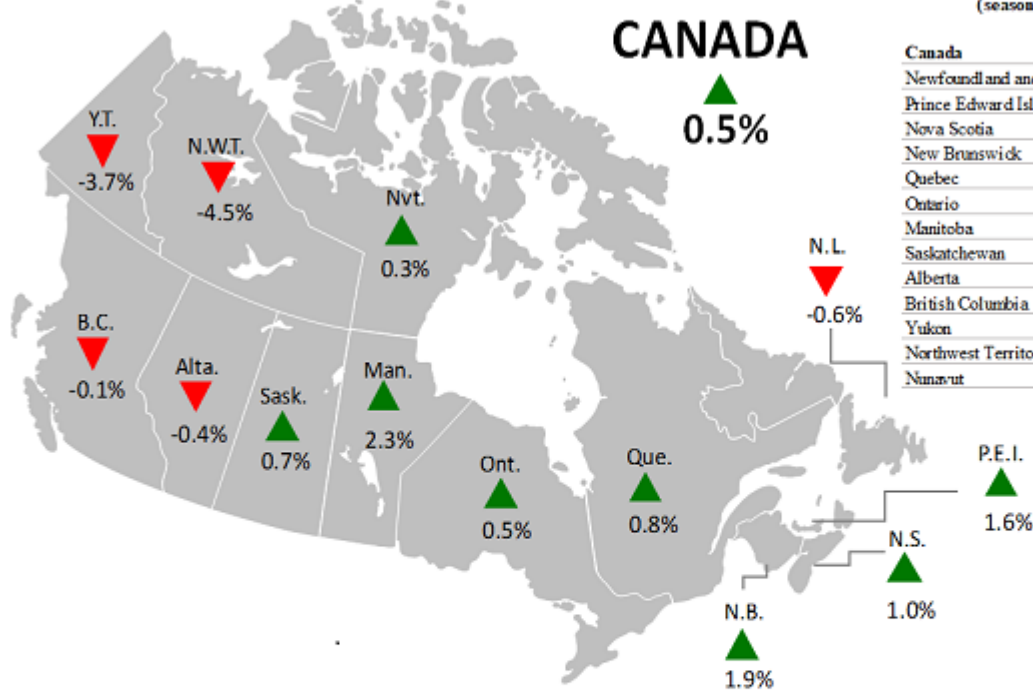 (season
CANADA
0.5%
Canada
Newfoundland and
Prince Edward Isl
Nova Scotia
New Brunswick
Quebec
Ontario
Manitoba
Saskatchewan
Alberta
British Columbia
Yukon
Northwest Territo
Nunavut
Y.T.
-3.7%
N.W.T.
-4.5%
Nvt.
0.3%
N.L.
-0.6%
B.C.
-0.1%
Alta.
-0.4%
Sask.
0.7%
Man.
2.3%
Ont.
0.5%
Que.
0.8%
P.E.I.
1.6%
N.S.
1.0%
N.B.
1.9%